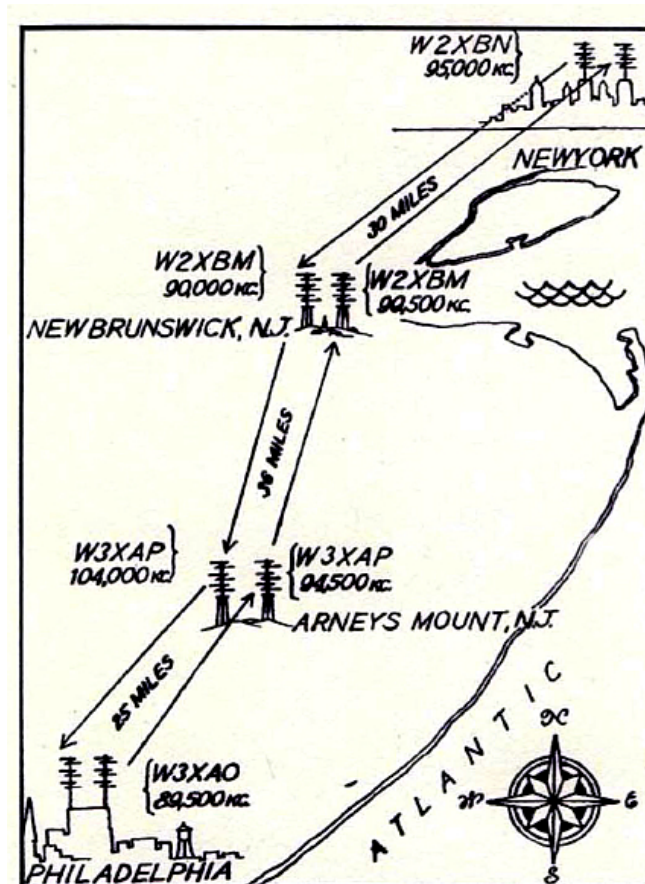 W2XBN
95,000 KC.
NEW YORK
30 MILES
W2XBM
90,000 KC.
W2XBM
99,500 KC.
NEW BRUNSWICK, N.J.
36 MILES
W3XAP
104,000 KC.
W3XAP
94,500 KC.
ARNEYS MOUNT, N.J.
25 MILES
W3XAO
89,500 KC.
PHILADELPHIA
ATLANTIC
N
W
E
S